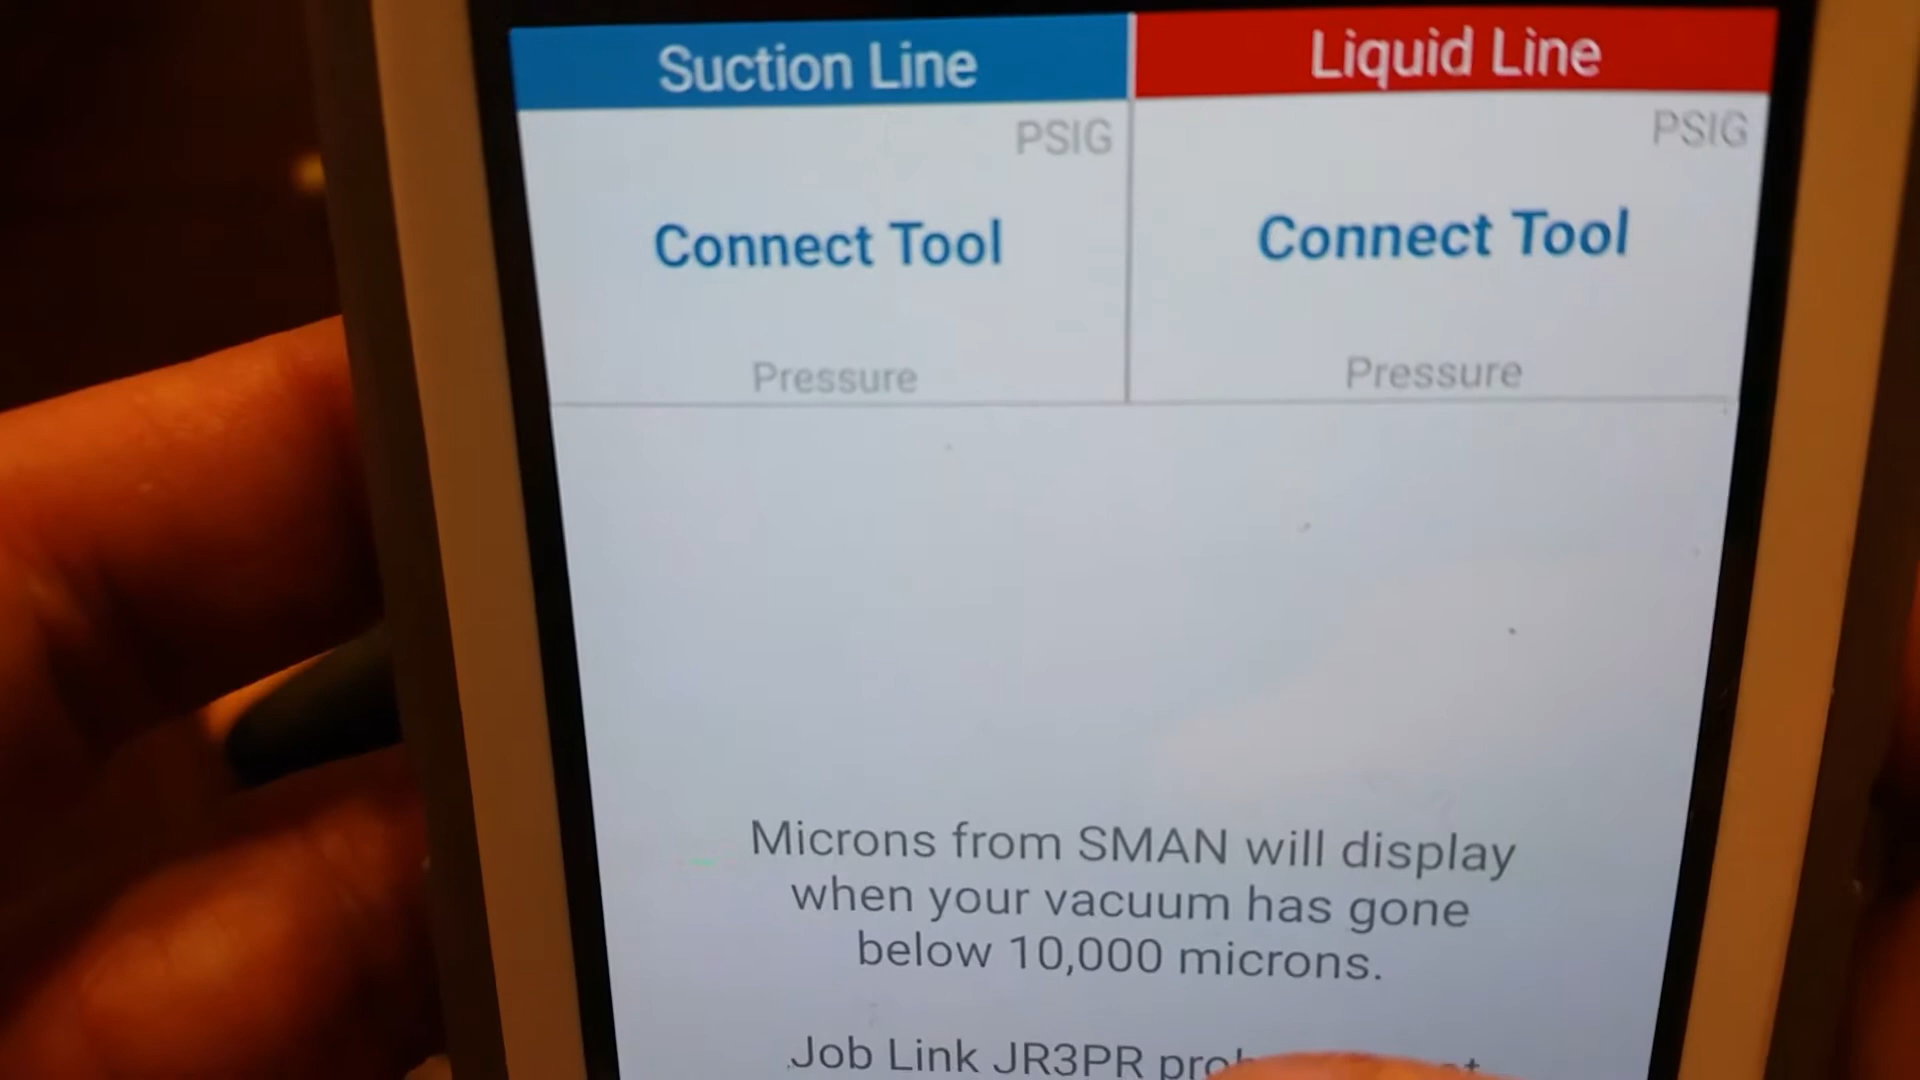 Suction Line
Liquid Line
PSIG
PSIG
Connect Tool
Connect Tool
Pressure
Pressure
Microns from SMAN will display
when your vacuum has gone
below 10,000 microns.
Job Link JR3PR